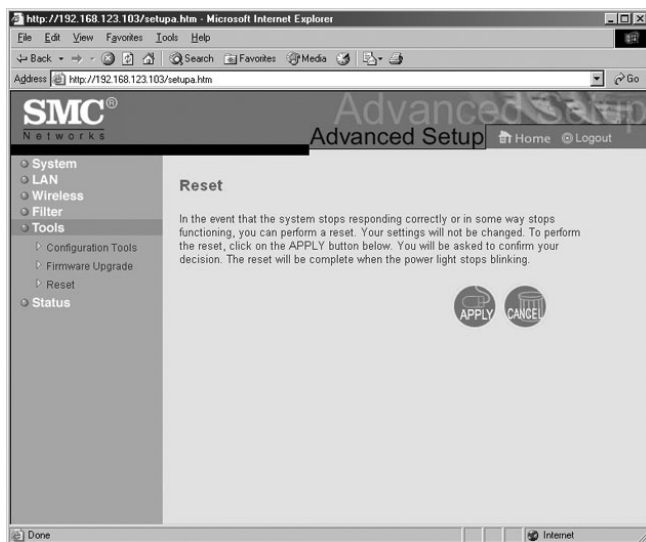 http://192.168.123.103/setupa.htm - Microsoft Internet Explorer
File Edit View Favorites Tools Help
Back Search Favorites Media
Address http://192.168.123.103/setupa.htm Go
SMC®
Networks
Advanced Setup
Advanced Setup
Home Logout
System
LAN
Wireless
Filter
Tools
Configuration Tools
Firmware Upgrade
Reset
Status
Reset
In the event that the system stops responding correctly or in some way stops
functioning, you can perform a reset. Your settings will not be changed. To perform
the reset, click on the APPLY button below. You will be asked to confirm your
decision. The reset will be complete when the power light stops blinking.
APPLY CANCEL
Done Internet